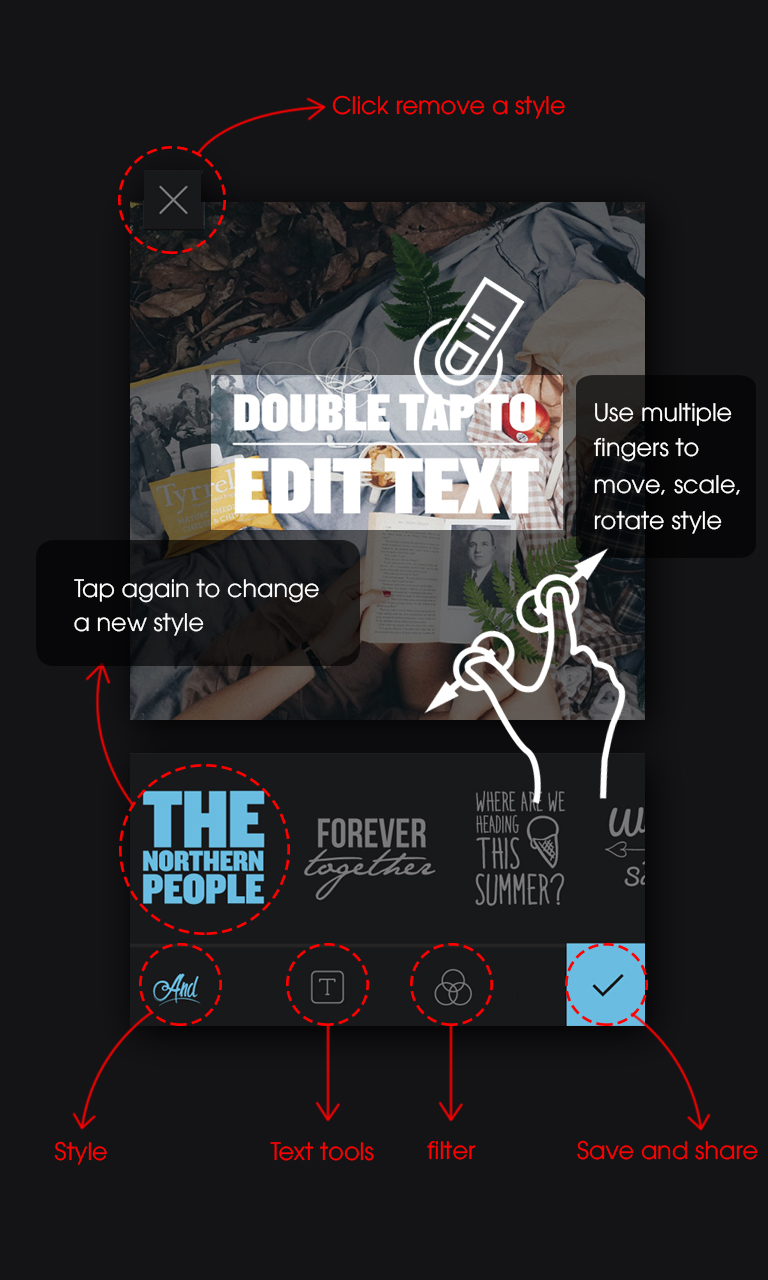 Click remove a style
DOUBLE TAP TO
EDIT TEXT
Use multiple
fingers to
move, scale,
rotate style
Tyrrel
Tap again to change
a new style
THE
NORTHERN
PEOPLE
FOREVER
together
WHERE ARE WE
HEADING
THIS
SUMMER?
And
T
Style
Text tools
filter
Save and share